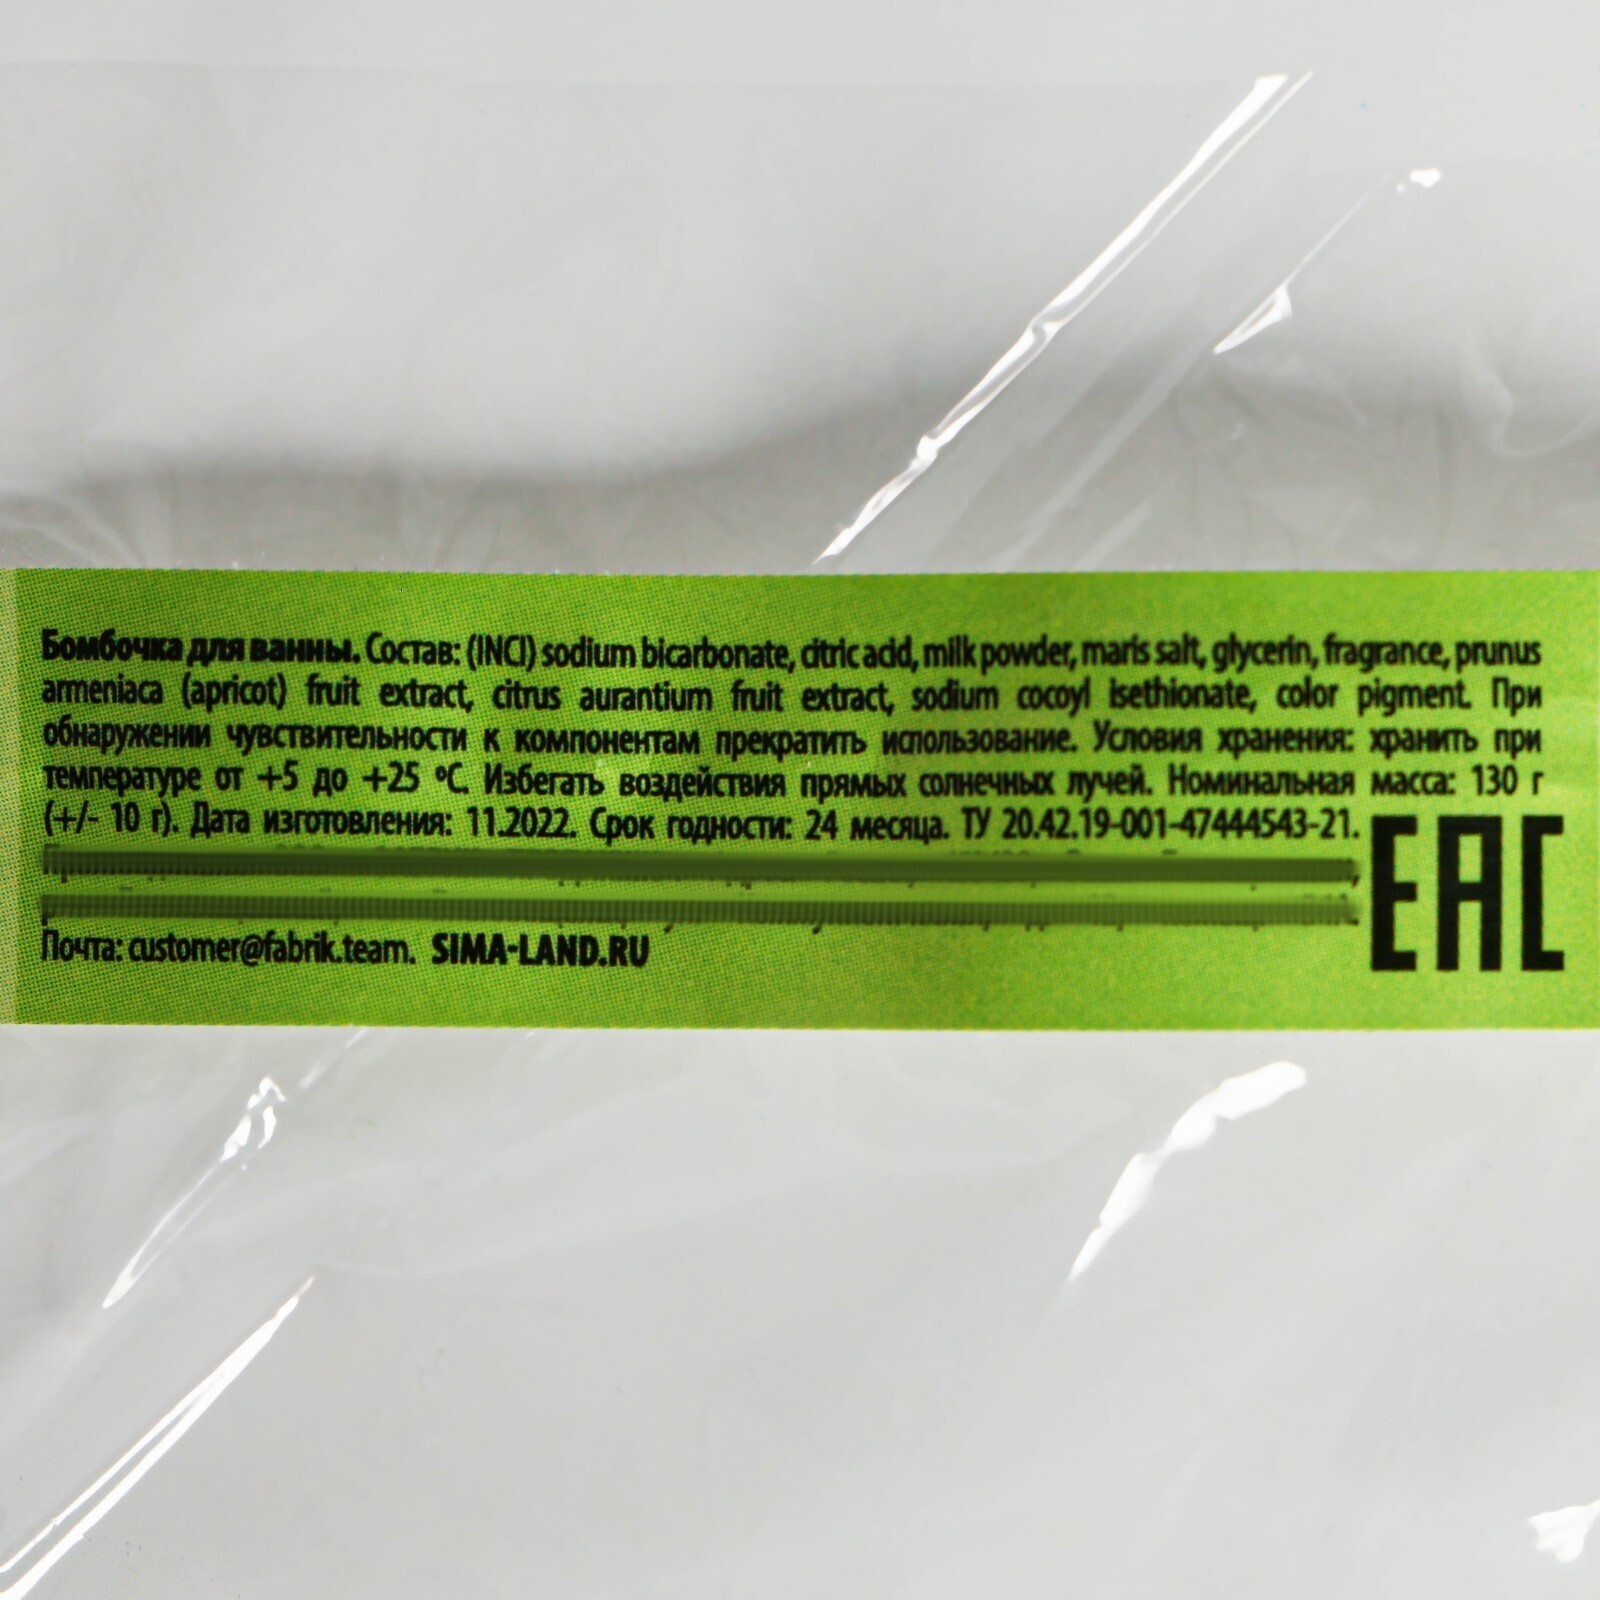 Бомбочка для ванны. Состав: (INCI) sodium bicarbonate, citric acid, milk powder, maris salt, glycerin, fragrance, prunus
armeniaca (apricot) fruit extract, citrus aurantium fruit extract, sodium cocoyl isethionate, color pigment. При
обнаружении чувствительности к компонентам прекратить использование. Условия хранения: хранить при
температуре от +5 до +25 °C. Избегать воздействия прямых солнечных лучей. Номинальная масса: 130 г
(+/- 10 г). Дата изготовления: 11.2022. Срок годности: 24 месяца. ТУ 20.42.19-001-47444543-21.
Почта: customer@fabrik.team. SIMA-LAND.RU
EAC